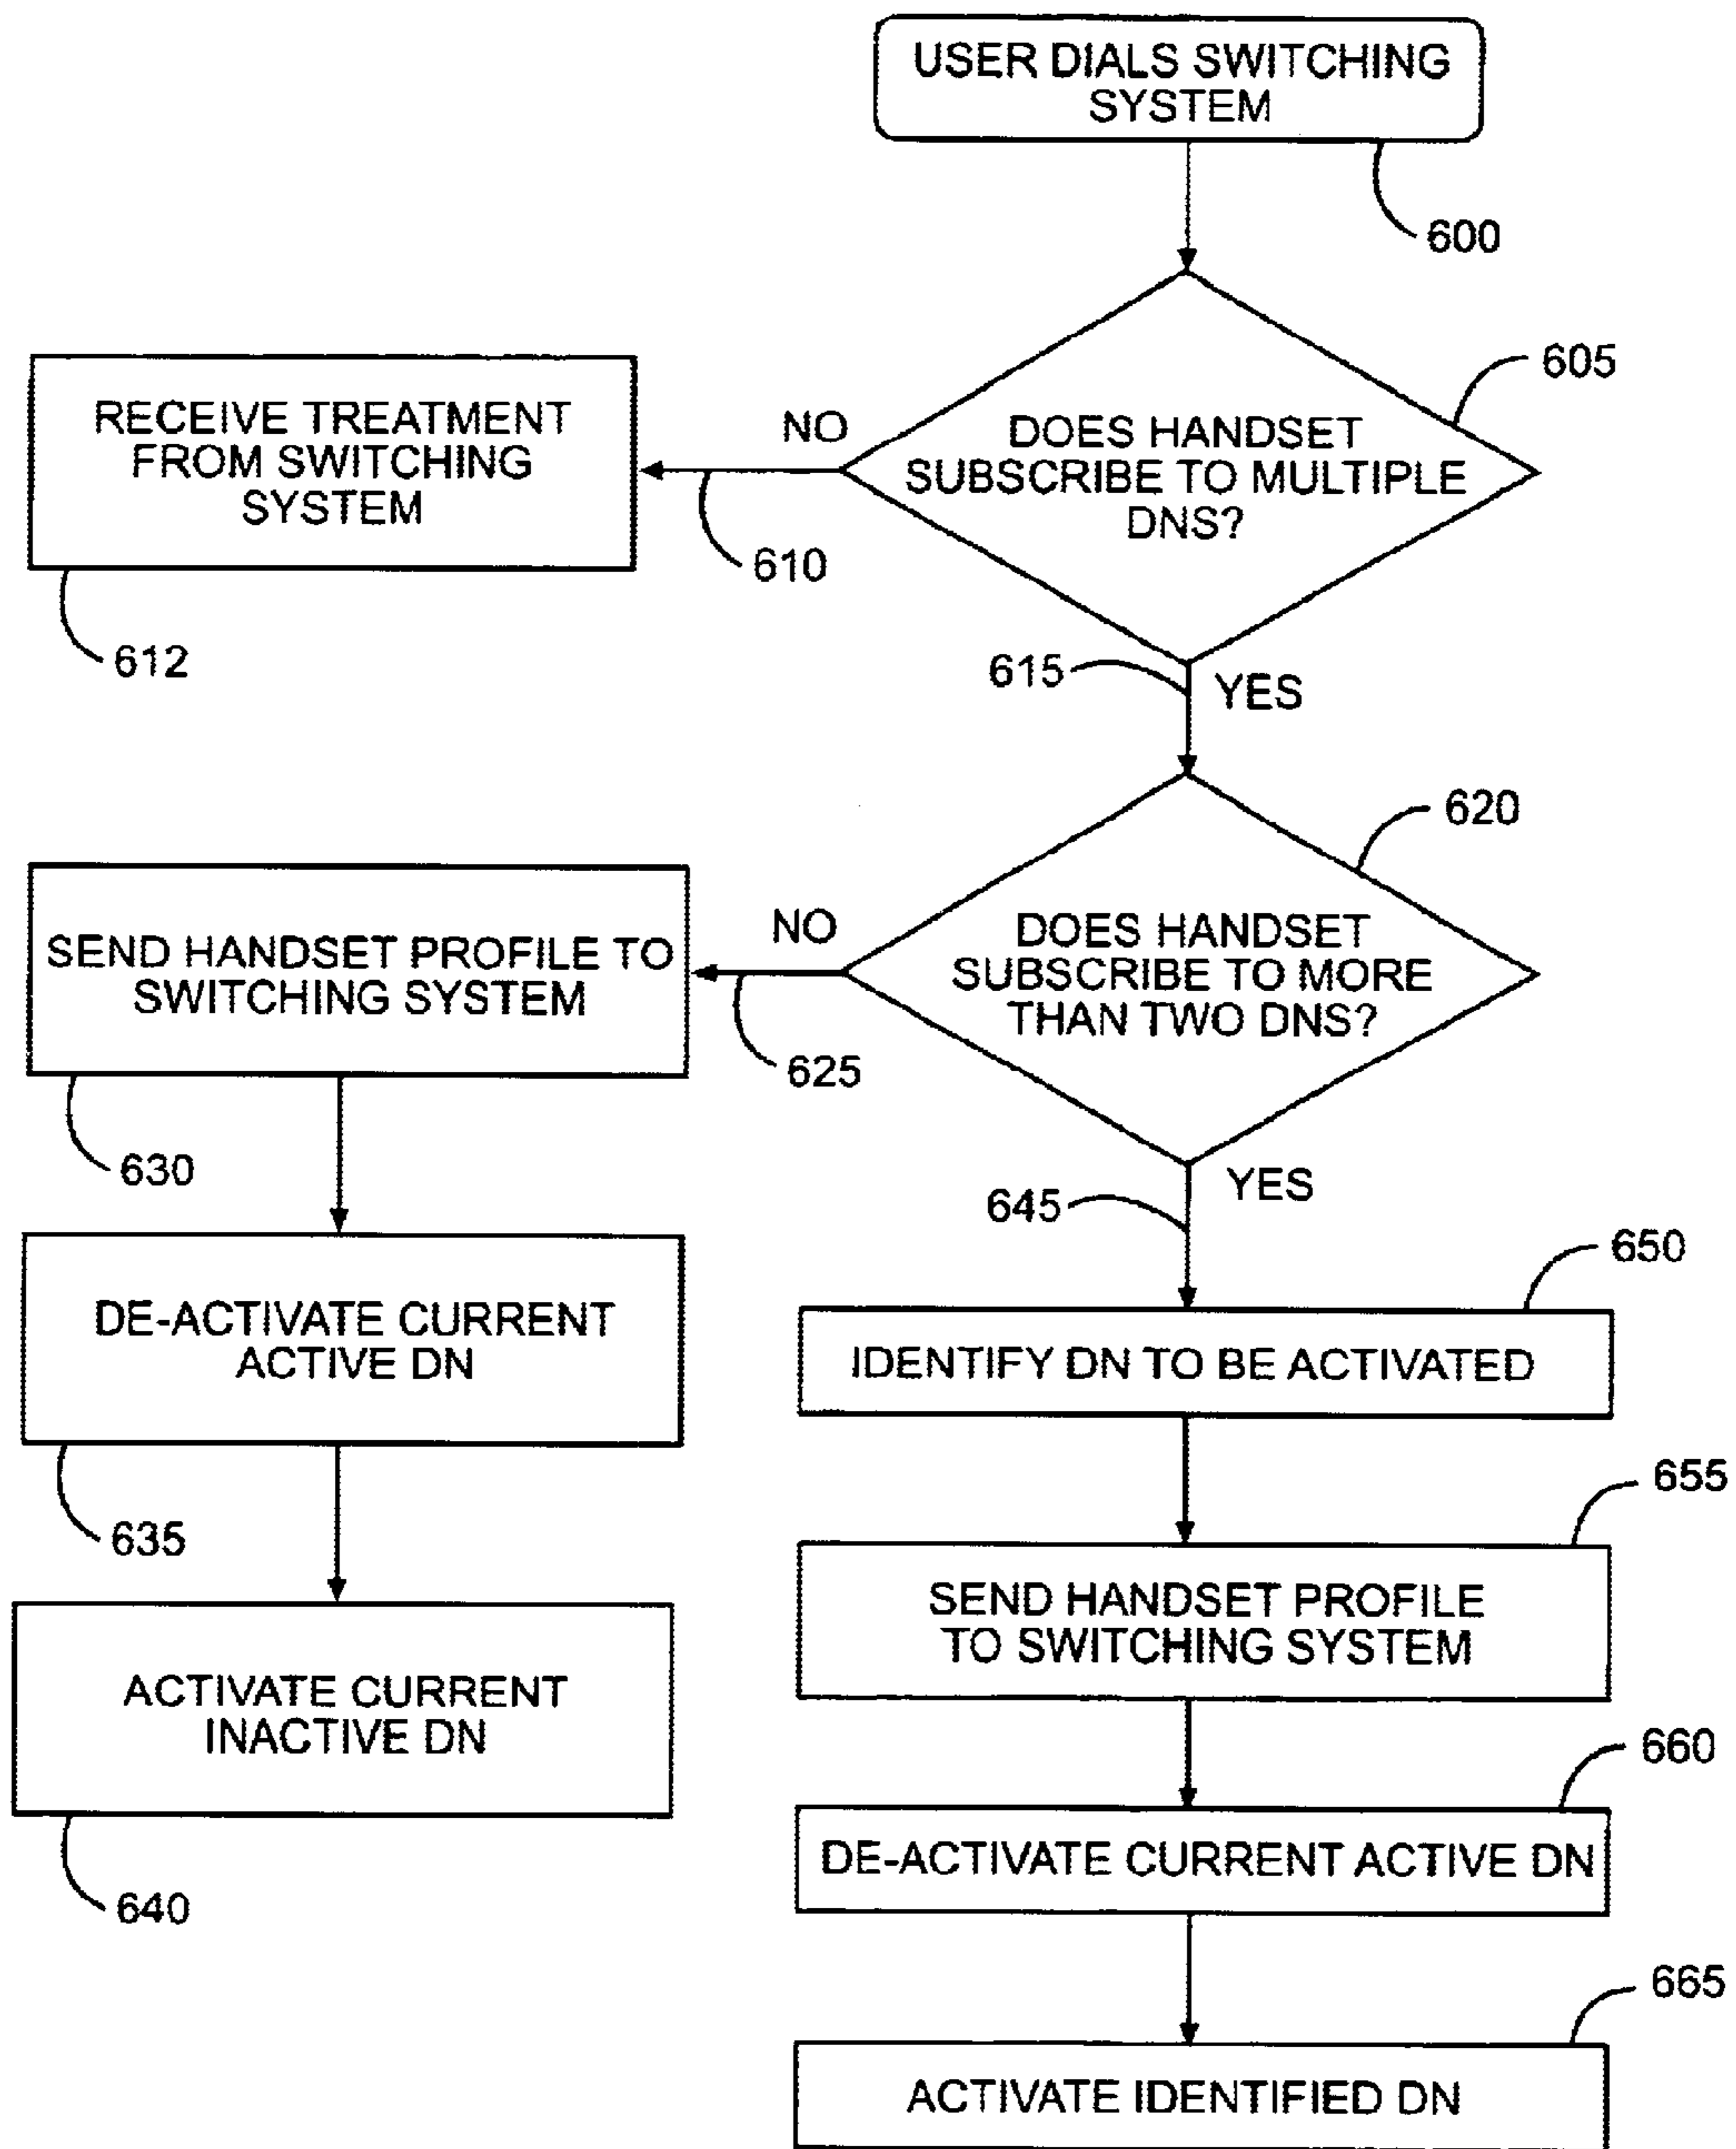 USER DIALS SWITCHING
SYSTEM
600
605
DOES HANDSET
SUBSCRIBE TO MULTIPLE
DNS?
NO
610
RECEIVE TREATMENT
FROM SWITCHING
SYSTEM
612
615
YES
620
DOES HANDSET
SUBSCRIBE TO MORE
THAN TWO DNS?
NO
625
SEND HANDSET PROFILE TO
SWITCHING SYSTEM
630
DE-ACTIVATE CURRENT
ACTIVE DN
635
ACTIVATE CURRENT
INACTIVE DN
640
645
YES
650
IDENTIFY DN TO BE ACTIVATED
655
SEND HANDSET PROFILE
TO SWITCHING SYSTEM
660
DE-ACTIVATE CURRENT ACTIVE DN
665
ACTIVATE IDENTIFIED DN